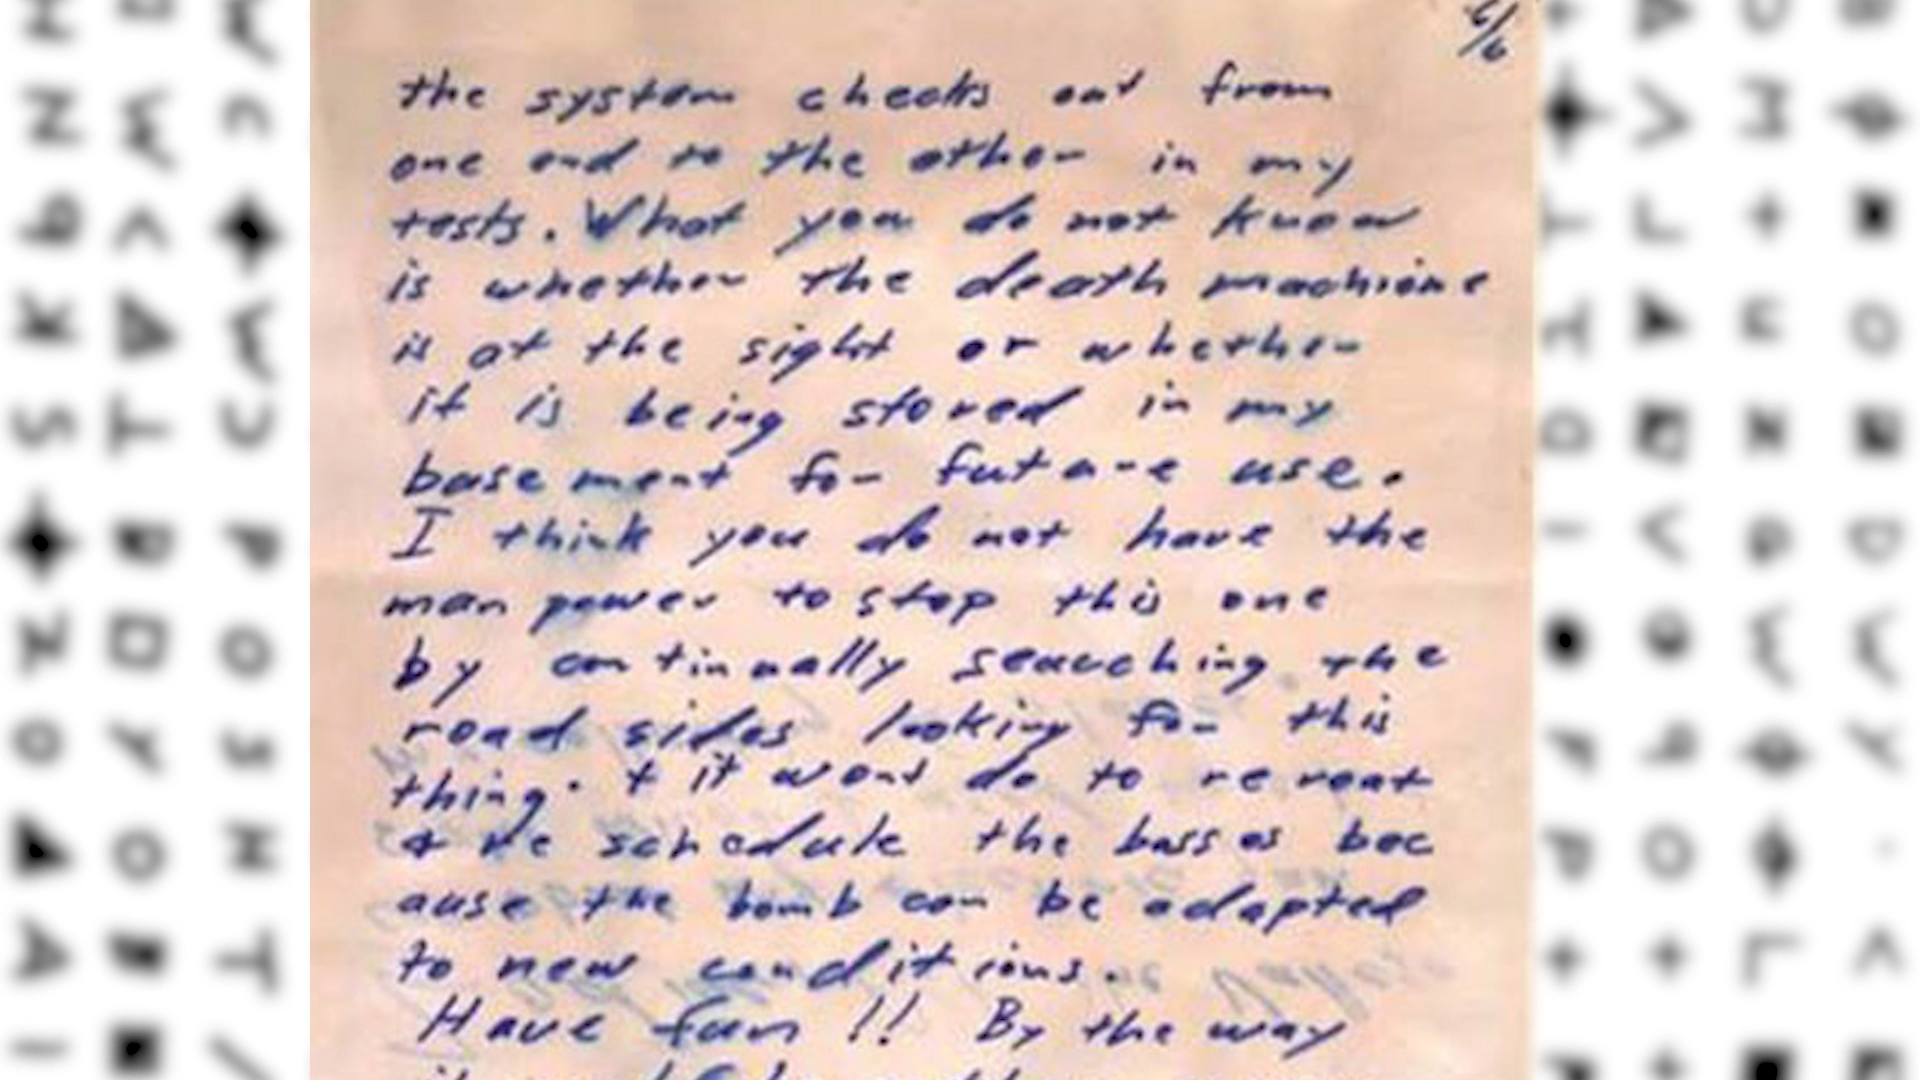 6/6
the system checks out from
one end to the other in my
tests. What you do not know
is whether the death machine
is at the sight or whether
it is being stored in my
basement for future use.
I think you do not have the
man power to stop this one
by continually searching the
road sides looking for this
thing. + it wont do to re roat
+ re schedule the busses bec
ause the bomb can be adapted
to new conditions.
Have fun !! By the way